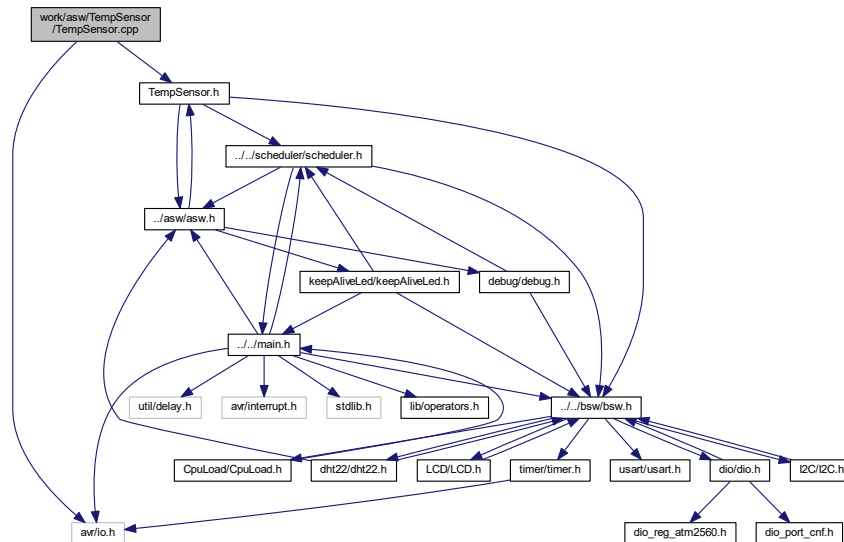 work/asw/TempSensor
/TempSensor.cpp
TempSensor.h
../../scheduler/scheduler.h
../asw/asw.h
keepAliveLed/keepAliveLed.h
debug/debug.h
../../main.h
util/delay.h
avr/interrupt.h
stdlib.h
lib/operators.h
../../bsw/bsw.h
CpuLoad/CpuLoad.h
dht22/dht22.h
LCD/LCD.h
timer/timer.h
usart/usart.h
dio/dio.h
I2C/I2C.h
avr/io.h
dio_reg_atm2560.h
dio_port_cnf.h